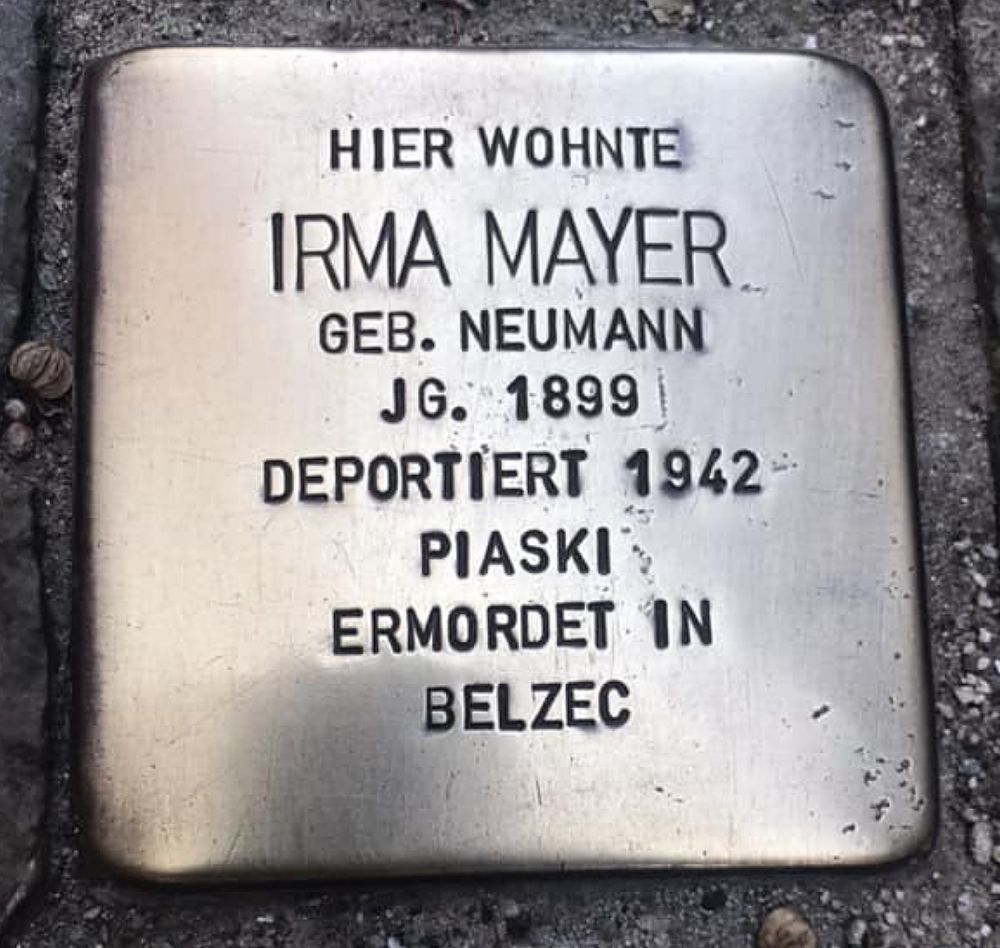 HIER WOHNTE
IRMA MAYER
GEB. NEUMANN
JG. 1899
DEPORTIERT 1942
PIASKI
ERMORDET IN
BELZEC